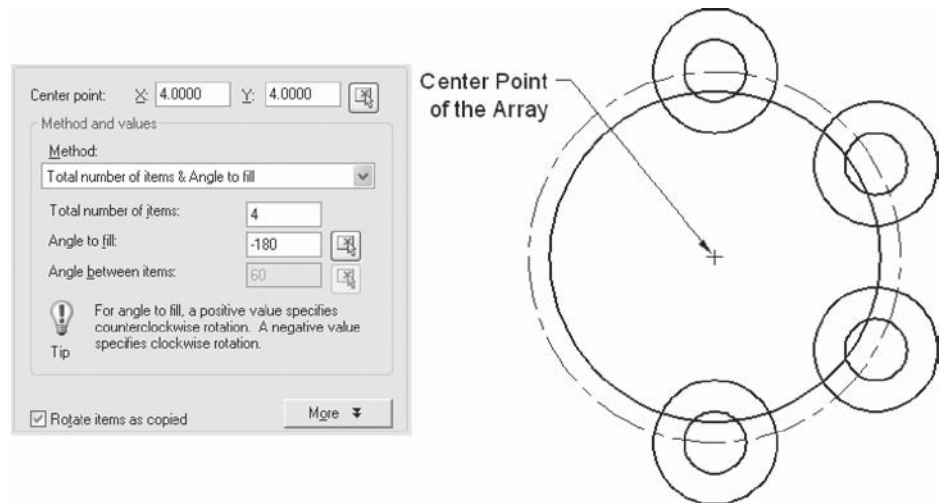 Center point: X: 4.0000 Y: 4.0000
Method and values
Method:
Total number of items & Angle to fill
Total number of items: 4
Angle to fill: -180
Angle between items: 60
Tip
For angle to fill, a positive value specifies
counterclockwise rotation. A negative value
specifies clockwise rotation.
Rotate items as copied
More
Center Point
of the Array